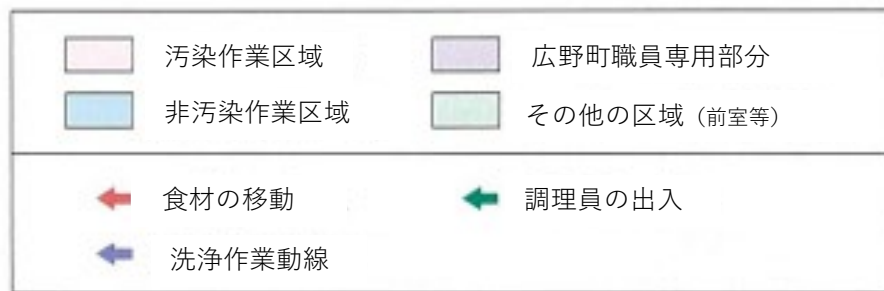 汚染作業区域 広野町職員専用部分
非汚染作業区域 その他の区域（前室等）
食材の移動 調理員の出入
洗浄作業動線